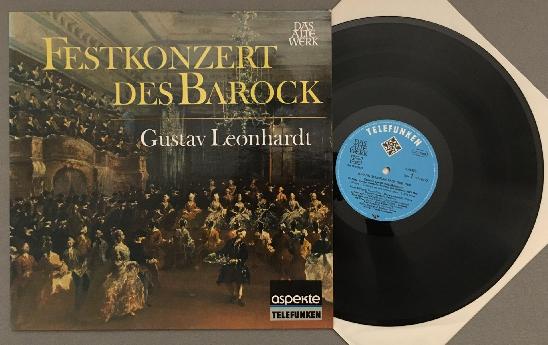 DAS
ALTE
WERK
FESTKONZERT
DES BAROCK
Gustav Leonhardt
aspekte
TELEFUNKEN
TELEFUNKEN